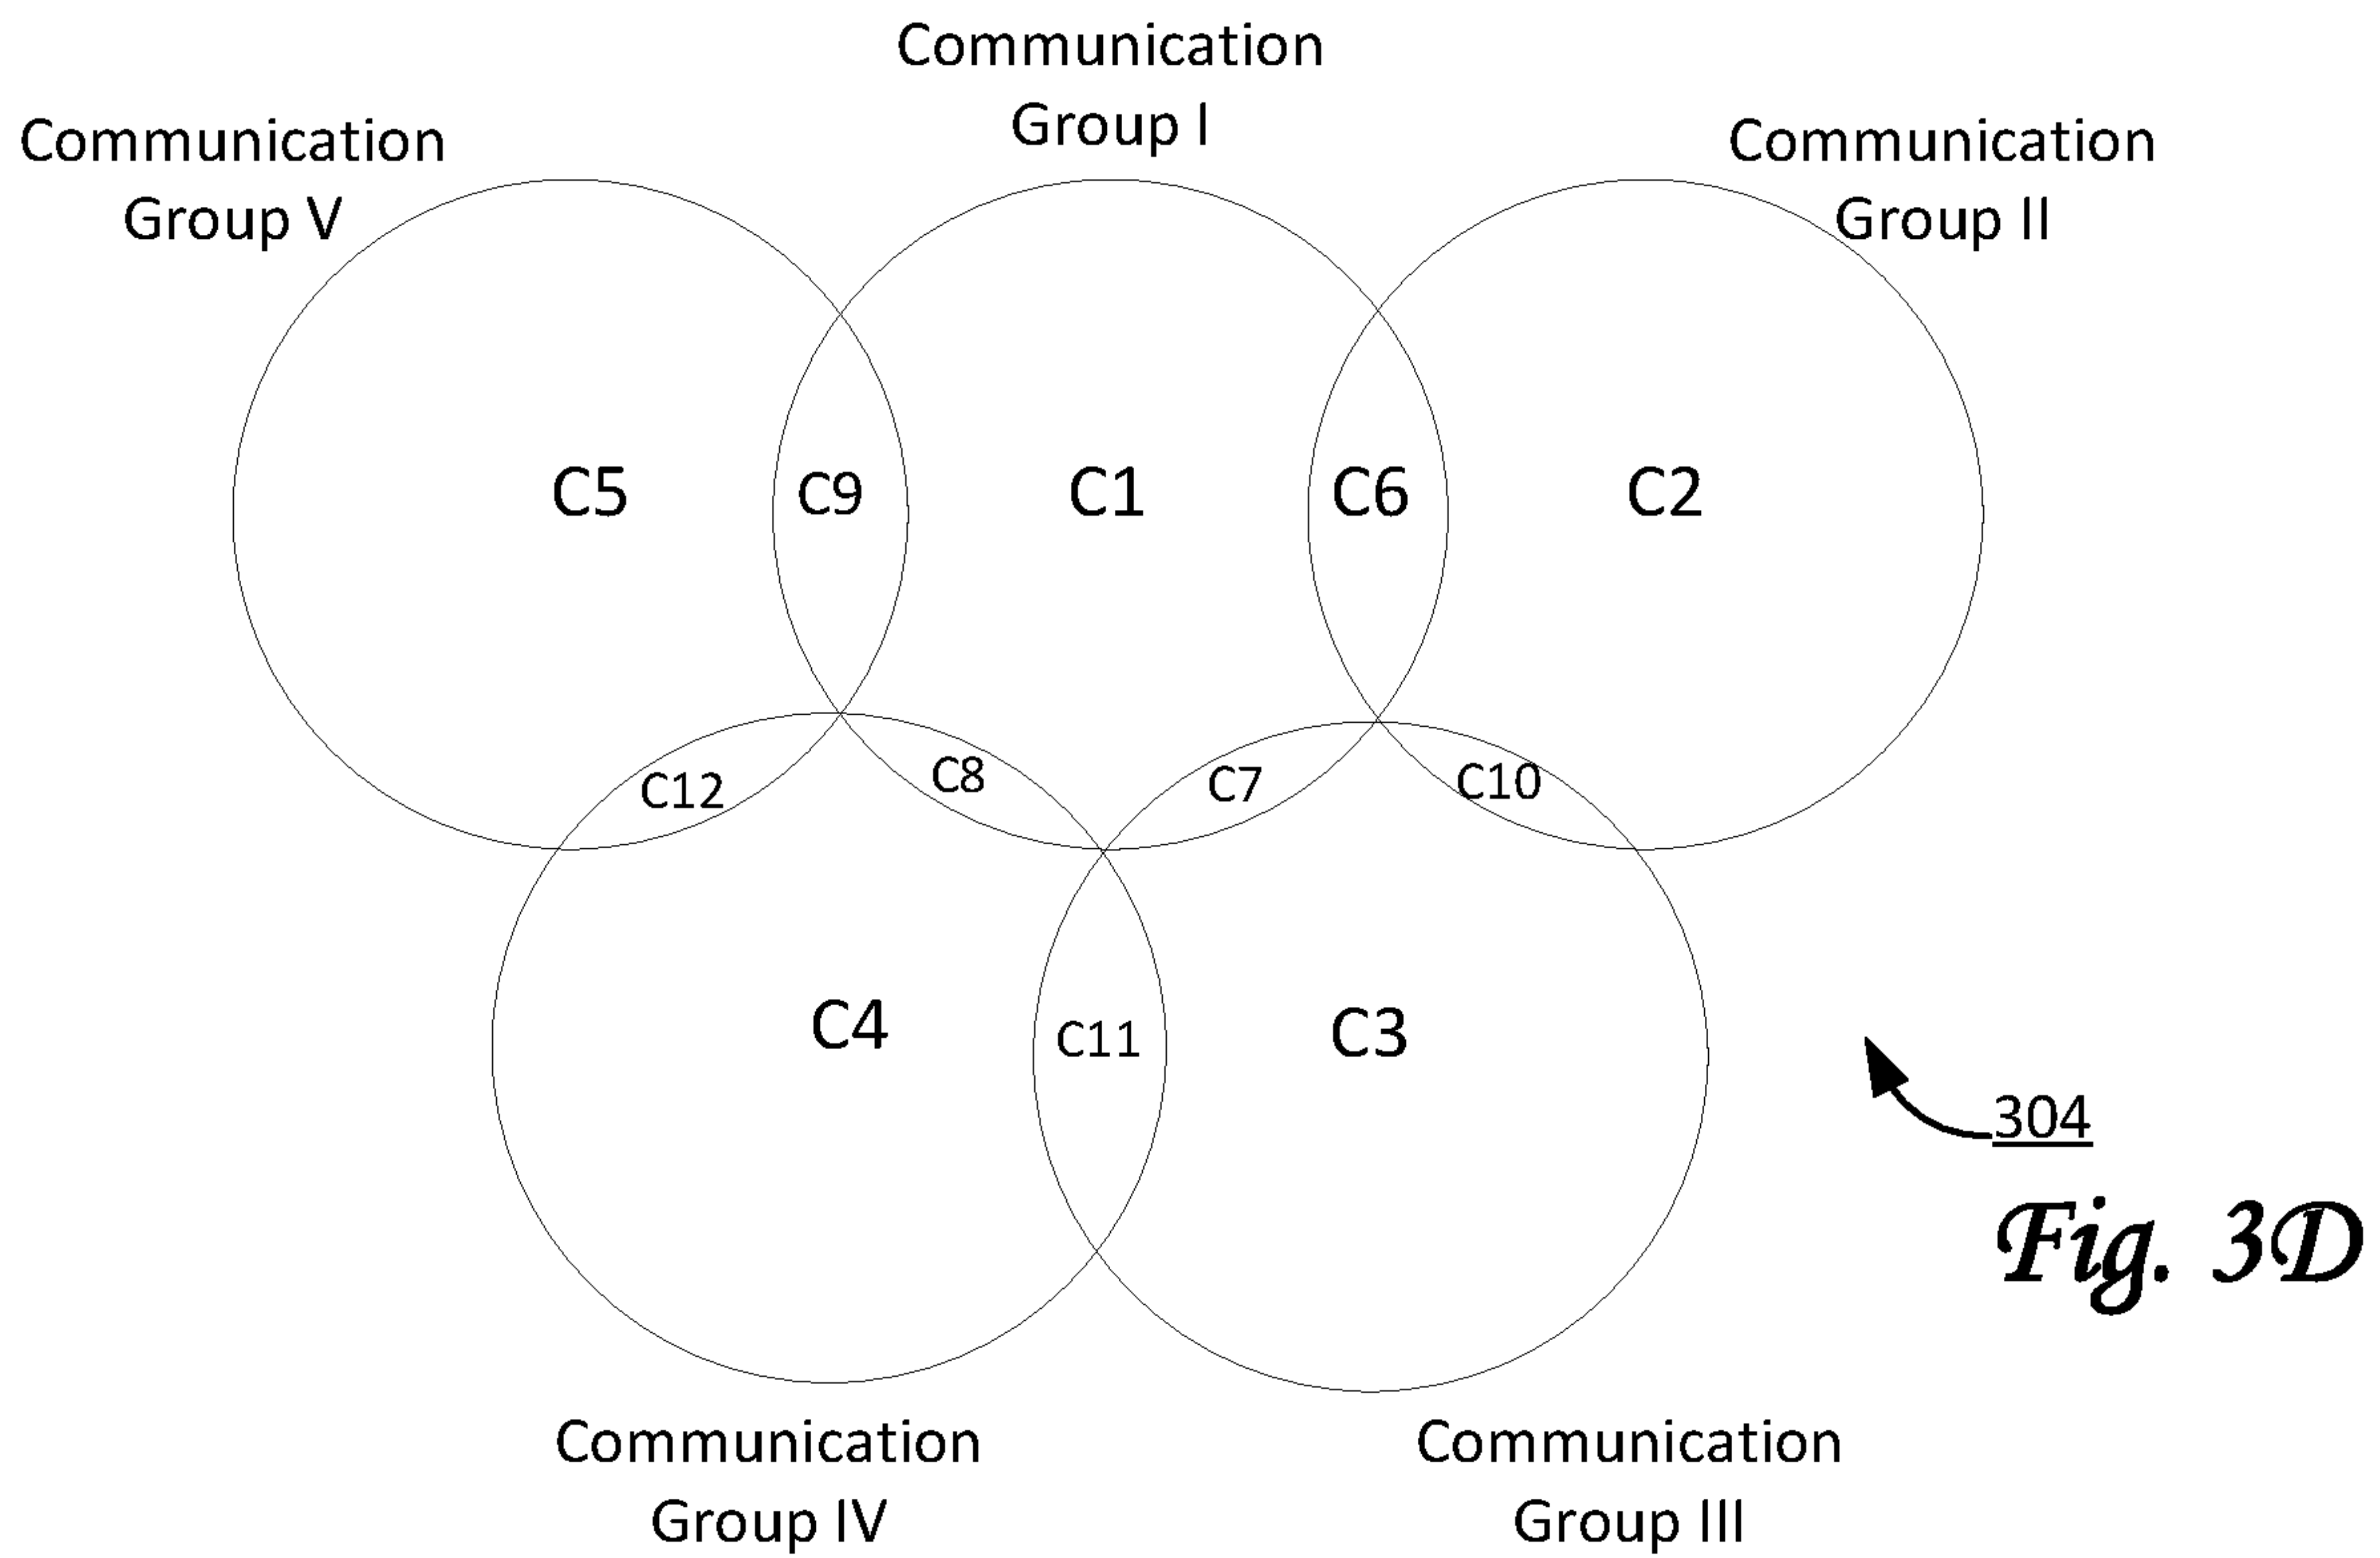 Communication
Group I
Communication
Group V
Communication
Group II
C5
C9
C1
C6
C2
C12
C8
C7
C10
C4
C11
C3
304
Fig. 3D
Communication
Group IV
Communication
Group III